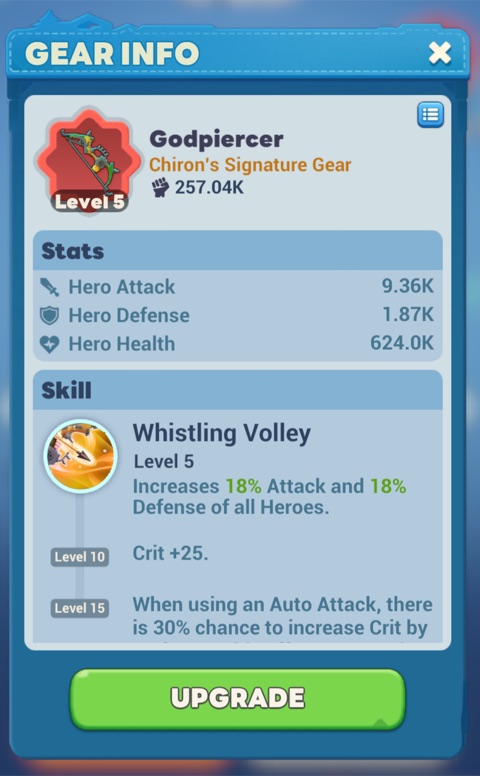 GEAR INFO
Godpiercer
Chiron's Signature Gear
257.04K
Level 5
Stats
Hero Attack 9.36K
Hero Defense 1.87K
Hero Health 624.0K
Skill
Whistling Volley
Level 5
Increases 18% Attack and 18%
Defense of all Heroes.
Level 10 Crit +25.
Level 15 When using an Auto Attack, there
is 30% chance to increase Crit by
UPGRADE